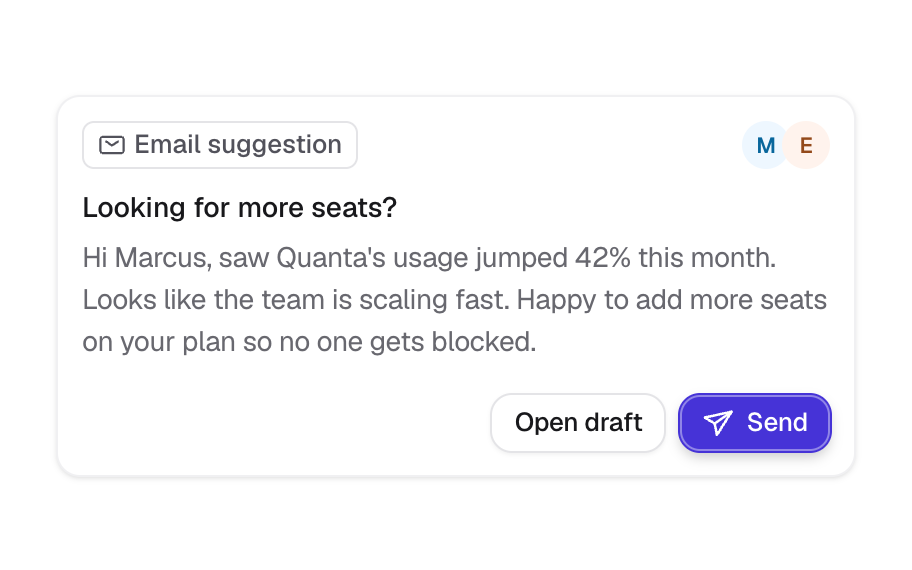 Email suggestion
M E
Looking for more seats?
Hi Marcus, saw Quanta's usage jumped 42% this month.
Looks like the team is scaling fast. Happy to add more seats
on your plan so no one gets blocked.
Open draft
Send